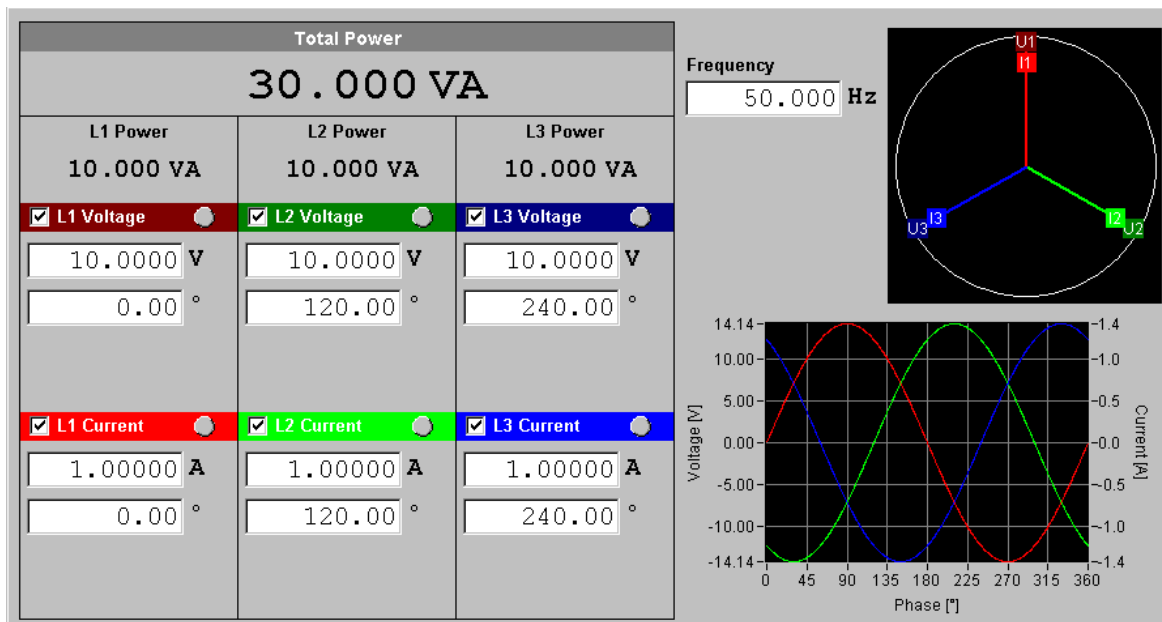 Total Power
30.000 VA
L1 Power L2 Power L3 Power
10.000 VA 10.000 VA 10.000 VA
L1 Voltage L2 Voltage L3 Voltage
10.0000 V 10.0000 V 10.0000 V
0.00 ° 120.00 ° 240.00 °
L1 Current L2 Current L3 Current
1.00000 A 1.00000 A 1.00000 A
0.00 ° 120.00 ° 240.00 °
Frequency
50.000 Hz
U1
I1
I3 I2
U3 U2
14.14 1.4
10.00 1.0
5.00 0.5
0.00 0.0
-5.00 -0.5
-10.00 -1.0
-14.14 -1.4
Voltage [V]
Current [A]
0 45 90 135 180 225 270 315 360
Phase [°]